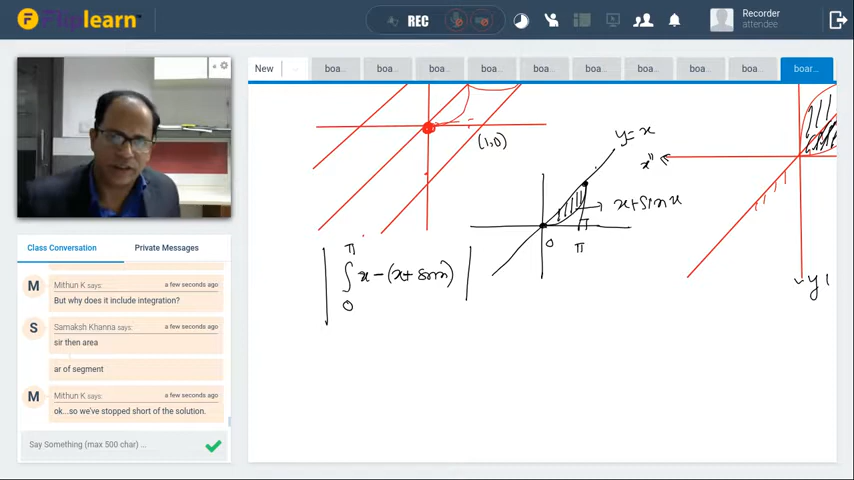 Fliplearn
REC
Recorder
attendee
New
boa...
boa...
boa...
boa...
boa...
boa...
boa...
boa...
boa...
boar...
(1,0)
y=x
x"
x+sinx
0
π
π
π
∫ x-(x+sin)
0
-y1
Class Conversation
Private Messages
M
Mithun K says:
a few seconds ago
But why does it include integration?
S
Samaksh Khanna says:
a few seconds ago
sir then area
ar of segment
M
Mithun K says:
a few seconds ago
ok...so we've stopped short of the solution.
Say Something (max 500 char) ...